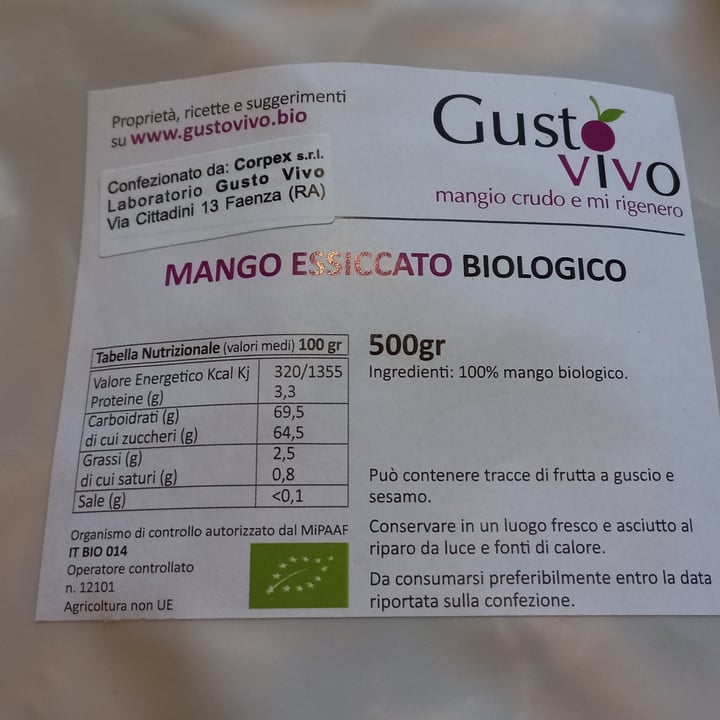 Proprietà, ricette e suggerimenti
su www.gustovivo.bio
Confezionato da: Corpex s.r.l.
Laboratorio Gusto Vivo
Via Cittadini 13 Faenza (RA)
Gusto
vivo
mangio crudo e mi rigenero
MANGO ESSICCATO BIOLOGICO
Tabella Nutrizionale (valori medi) 100 gr
Valore Energetico Kcal Kj 320/1355
Proteine (g) 3,3
Carboidrati (g) 69,5
di cui zuccheri (g) 64,5
Grassi (g) 2,5
di cui saturi (g) 0,8
Sale (g) <0,1
Organismo di controllo autorizzato dal MiPAAF
IT BIO 014
Operatore controllato
n. 12101
Agricoltura non UE
500gr
Ingredienti: 100% mango biologico.
Può contenere tracce di frutta a guscio e
sesamo.
Conservare in un luogo fresco e asciutto al
riparo da luce e fonti di calore.
Da consumarsi preferibilmente entro la data
riportata sulla confezione.